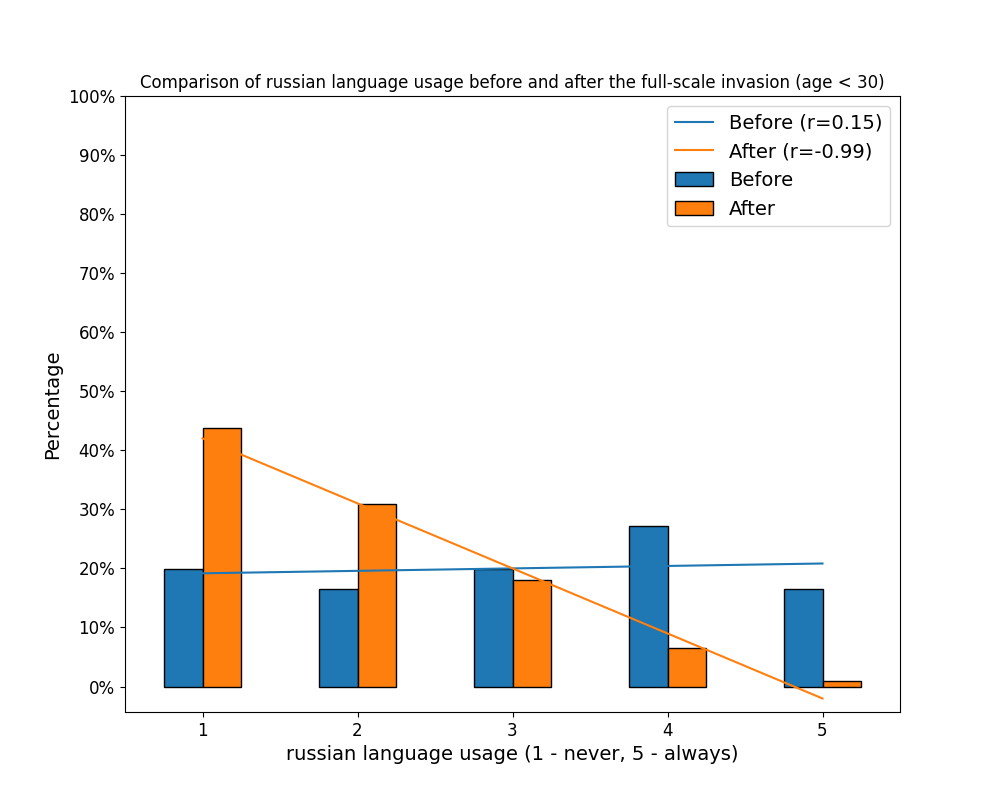 Comparison of russian language usage before and after the full-scale invasion (age < 30)
100%
90%
80%
70%
60%
50%
40%
30%
20%
10%
0%
Percentage
Before (r=0.15)
After (r=-0.99)
Before
After
1 2 3 4 5
russian language usage (1 - never, 5 - always)